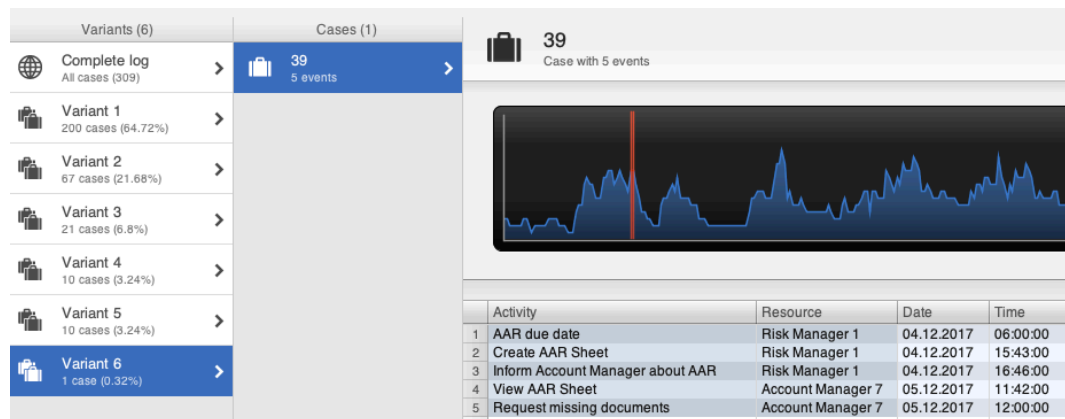 Variants (6)
Complete log
All cases (309)
Variant 1
200 cases (64.72%)
Variant 2
67 cases (21.68%)
Variant 3
21 cases (6.8%)
Variant 4
10 cases (3.24%)
Variant 5
10 cases (3.24%)
Variant 6
1 case (0.32%)
Cases (1)
39
5 events
39
Case with 5 events
Activity Resource Date Time
1 AAR due date Risk Manager 1 04.12.2017 06:00:00
2 Create AAR Sheet Risk Manager 1 04.12.2017 15:43:00
3 Inform Account Manager about AAR Risk Manager 1 04.12.2017 16:46:00
4 View AAR Sheet Account Manager 7 05.12.2017 11:42:00
5 Request missing documents Account Manager 7 05.12.2017 12:00:00